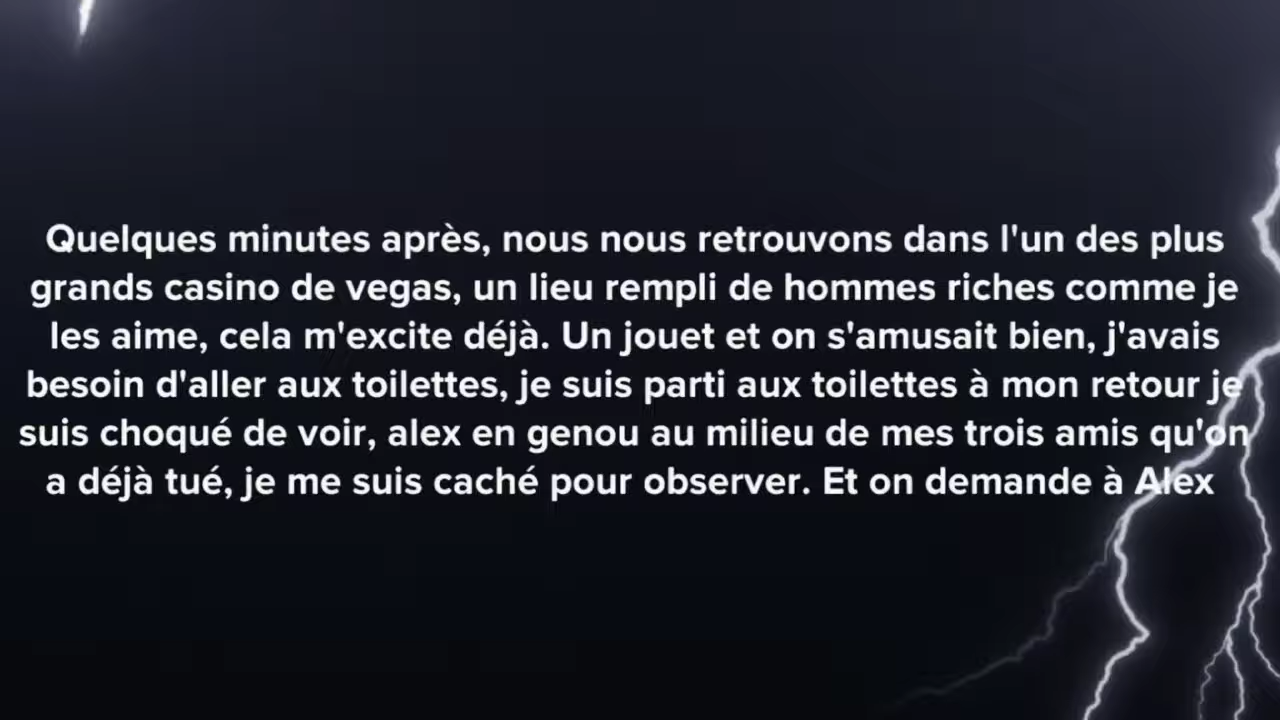 Quelques minutes après, nous nous retrouvons dans l'un des plus
grands casino de vegas, un lieu rempli de hommes riches comme je
les aime, cela m'excite déjà. Un jouet et on s'amusait bien, j'avais
besoin d'aller aux toilettes, je suis parti aux toilettes à mon retour je
suis choqué de voir, alex en genou au milieu de mes trois amis qu'on
a déjà tué, je me suis caché pour observer. Et on demande à Alex